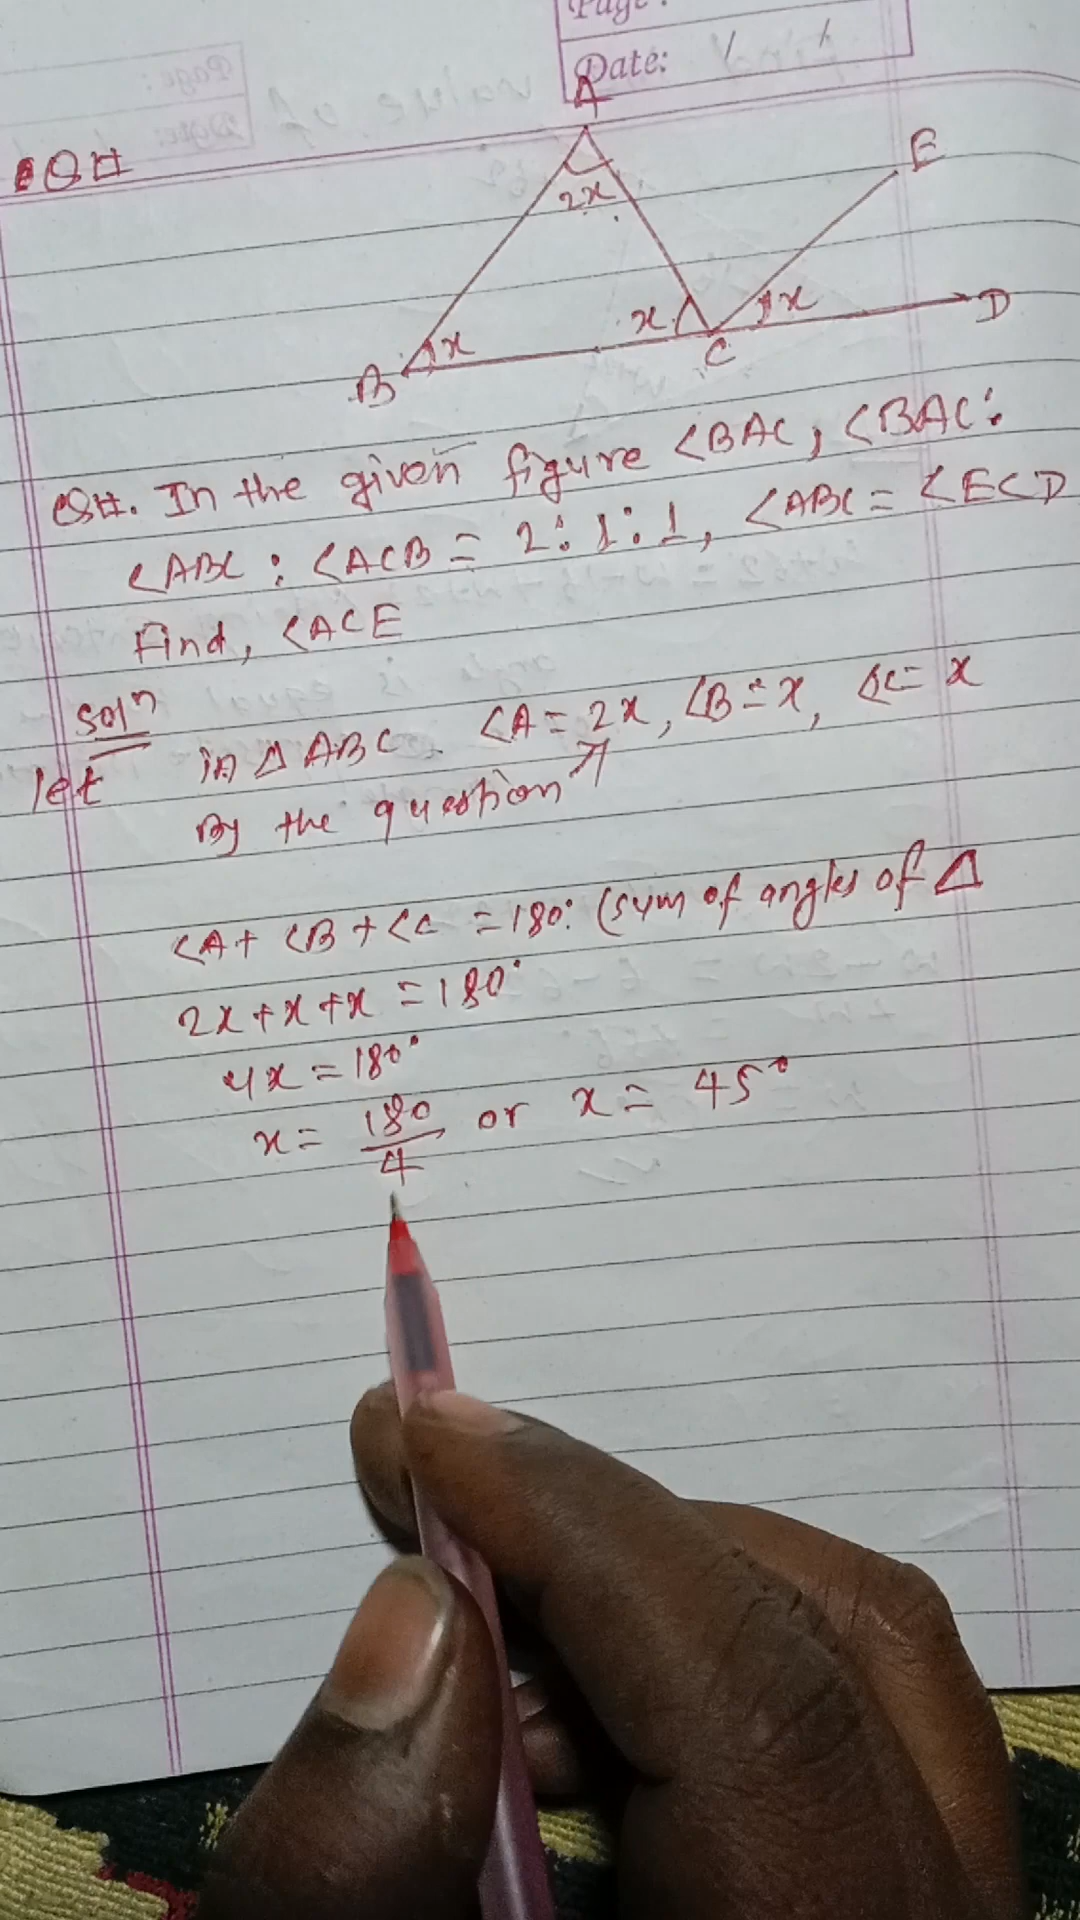 Page:
Date: / /
Q#
A
2x
E
x
x
x
D
B
C
Q#. In the given figure <BAC, <BAC:
<ABC : <ACB = 2:1:1, <ABC = <ECD
Find, <ACE
Solⁿ
let in △ ABC <A = 2x, <B = x, <C = x
By the question
<A + <B + <C = 180° (sum of angles of △
2x + x + x = 180°
4x = 180°
x = 180/4 or x = 45°